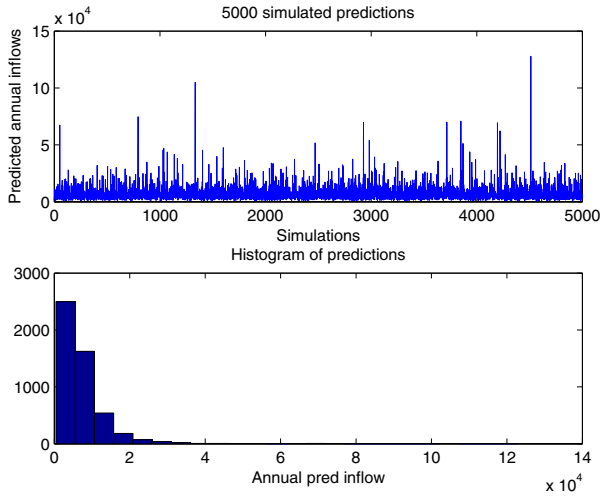 5000 simulated predictions
x 10^4
Predicted annual inflows
15
10
5
0
0 1000 2000 3000 4000 5000
Simulations
Histogram of predictions
3000
2000
1000
0
0 2 4 6 8 10 12 14
Annual pred inflow
x 10^4